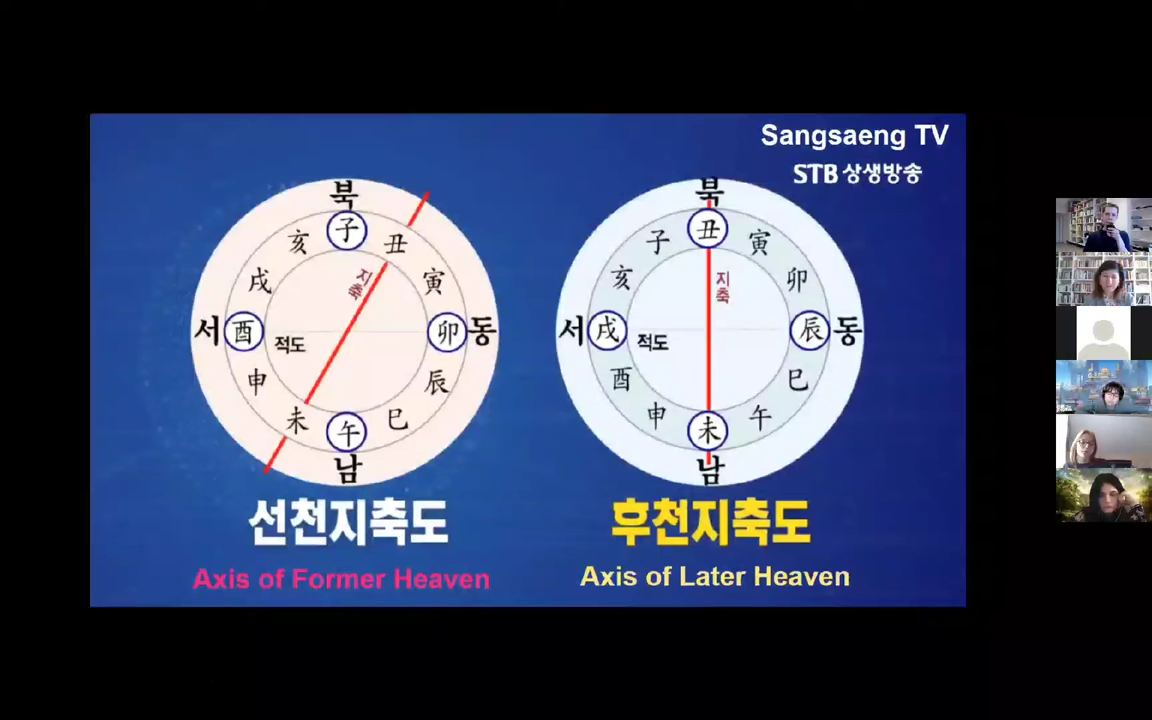 Sangsaeng TV
STB 상생방송
북
子
亥 丑
戌 寅
지축
서 酉 적도 卯 동
申 辰
未 巳
午
남
선천지축도
Axis of Former Heaven
북
丑
子 寅
亥 卯
지축
서 戌 적도 辰 동
酉 巳
申 午
未
남
후천지축도
Axis of Later Heaven